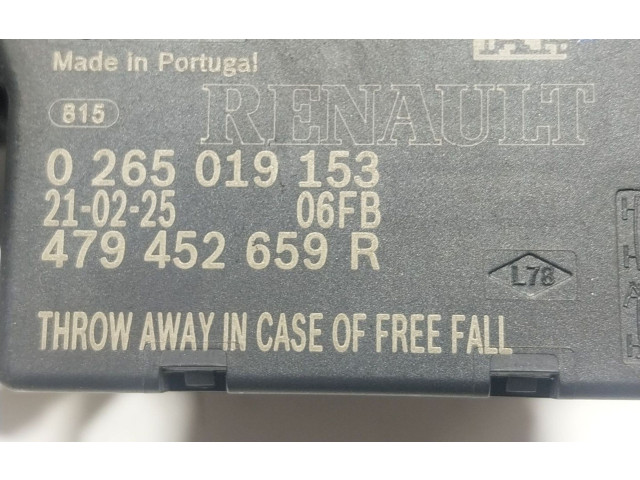 Made in Portugal
815 RENAULT
0 265 019 153
21-02-25 06FB
479 452 659 R
L78
THROW AWAY IN CASE OF FREE FALL